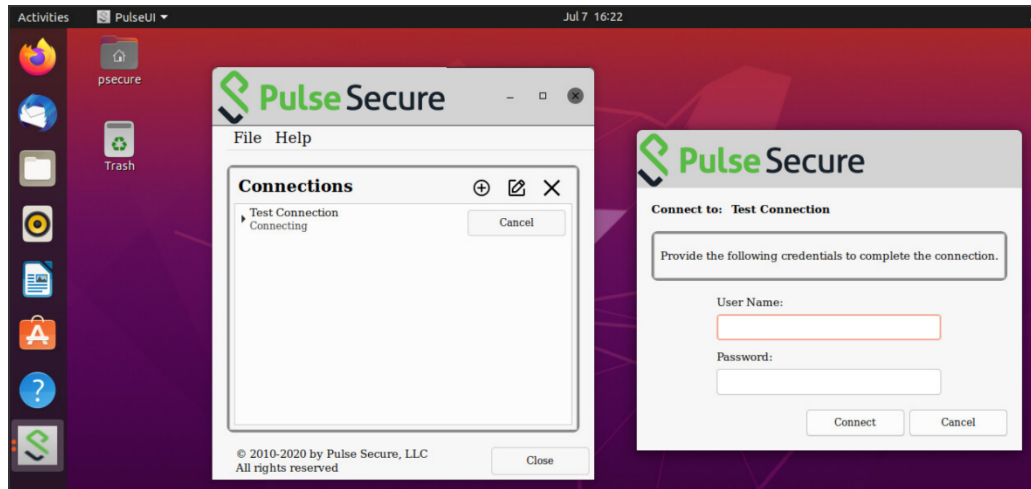 Activities PulseUI Jul 7 16:22
psecure
Trash
Pulse Secure
File Help
Connections
Test Connection
Connecting
Cancel
© 2010-2020 by Pulse Secure, LLC
All rights reserved
Close
Pulse Secure
Connect to: Test Connection
Provide the following credentials to complete the connection.
User Name:
Password:
Connect Cancel